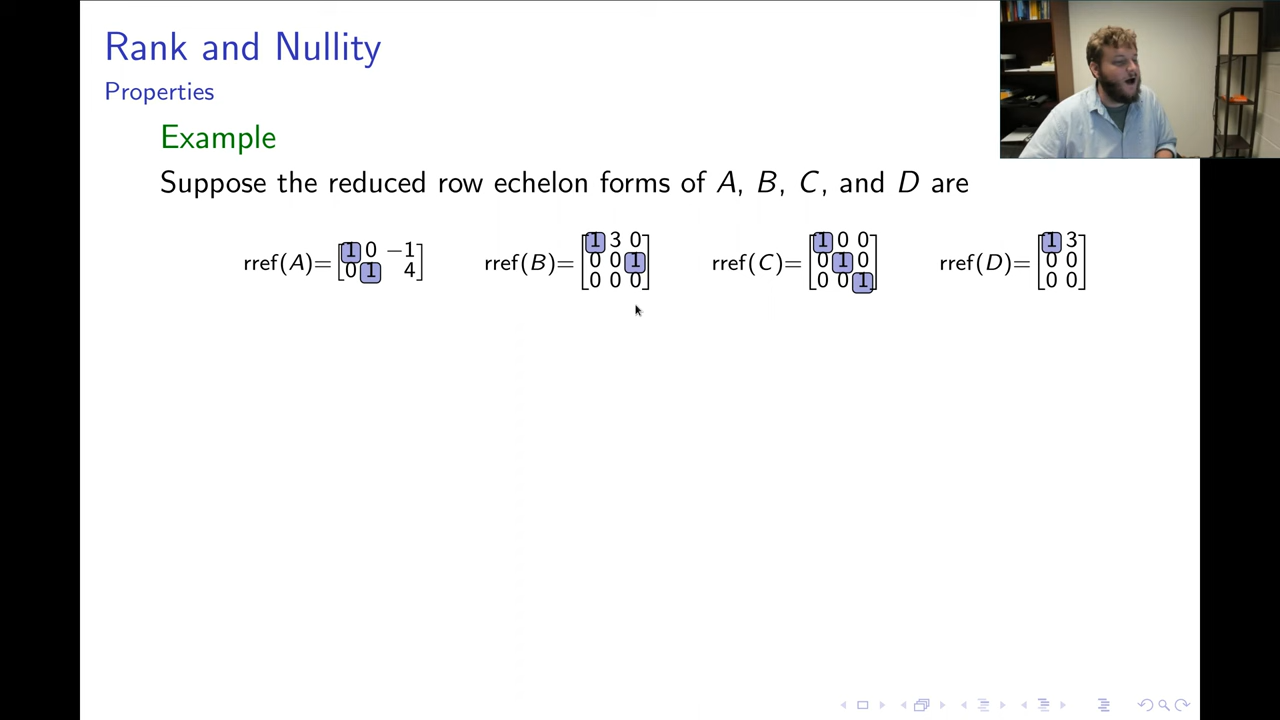 Rank and Nullity
Properties
Example
Suppose the reduced row echelon forms of A, B, C, and D are
rref(A)= [1 0 −1
0 1 4]
rref(B)= [1 3 0
0 0 1
0 0 0]
rref(C)= [1 0 0
0 1 0
0 0 1]
rref(D)= [1 3
0 0
0 0]